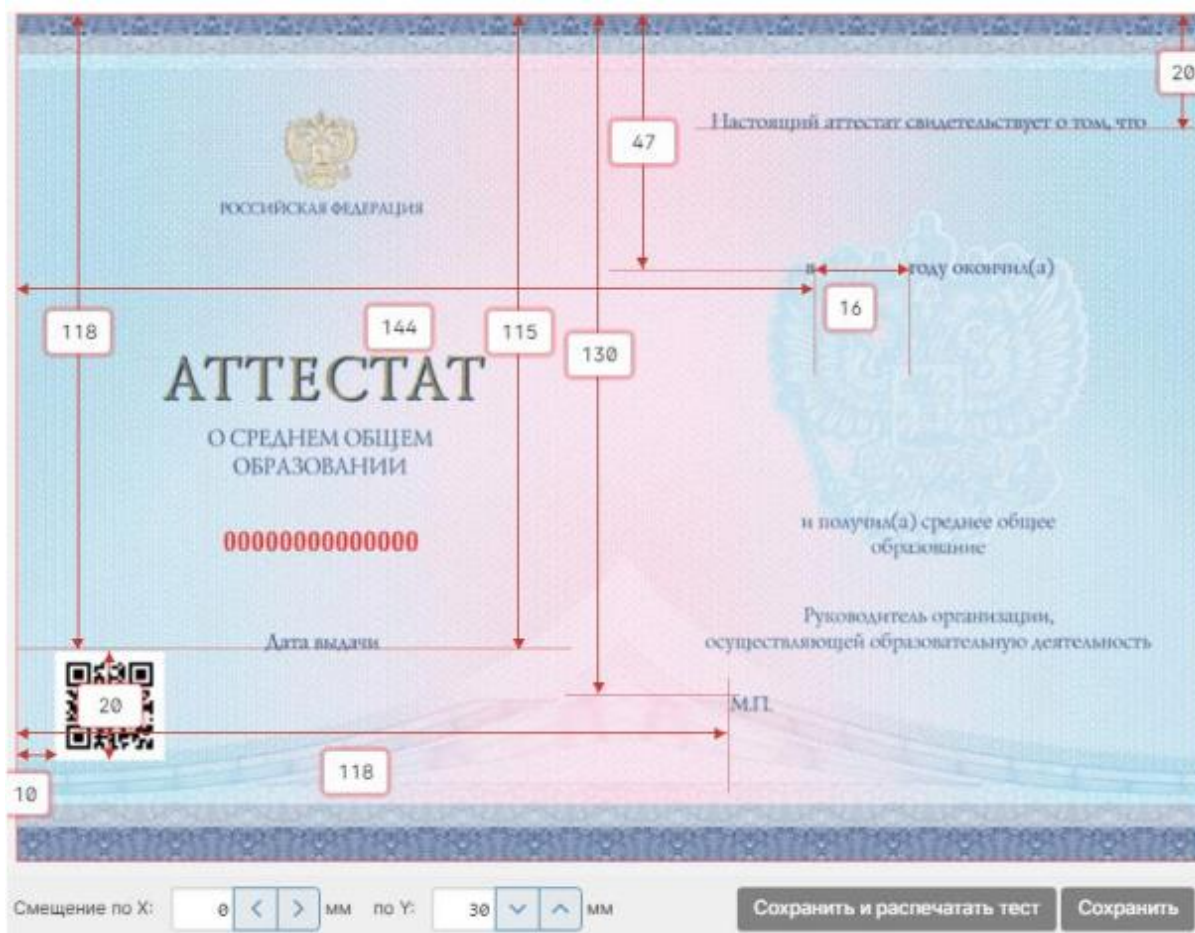 20
Настоящий аттестат свидетельствует о том, что
47
РОССИЙСКАЯ ФЕДЕРАЦИЯ
в году окончил(а)
16
118
144
115
130
АТТЕСТАТ
О СРЕДНЕМ ОБЩЕМ
ОБРАЗОВАНИИ
00000000000000
и получил(а) среднее общее
образование
Руководитель организации,
осуществляющей образовательную деятельность
Дата выдачи
20
М.П.
118
10
Смещение по X: 0 мм по Y: 30 мм Сохранить и распечатать тест Сохранить